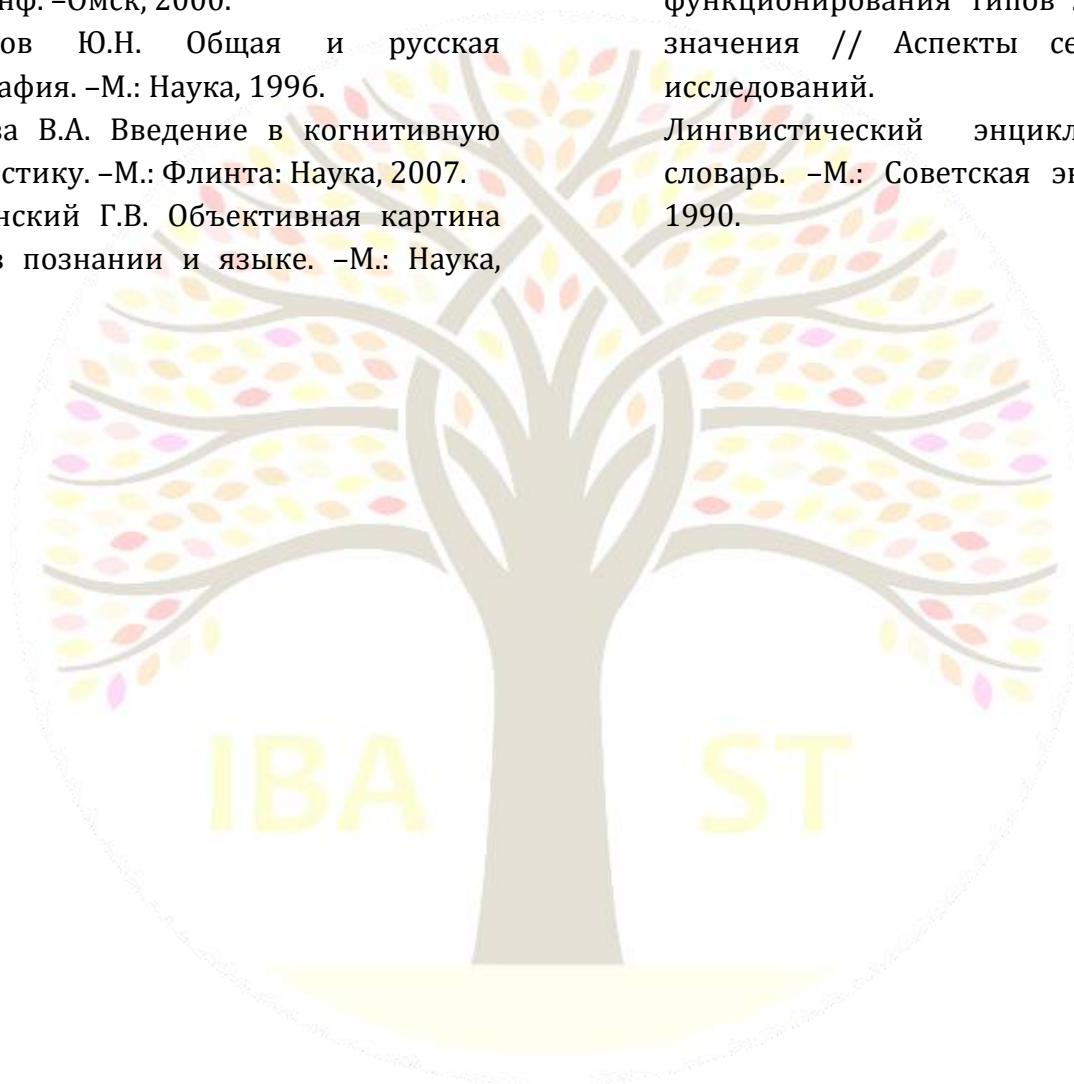 нф. –Омск, 2000.
ов Ю.Н. Общая и русская
афия. –М.: Наука, 1996.
ва В.А. Введение в когнитивную
стику. –М.: Флинта: Наука, 2007.
нский Г.В. Объективная картина
в познании и языке. –М.: Наука,
функционирования типов
значения // Аспекты се
исследований.
Лингвистический энцикл
словарь. –М.: Советская эн
1990.
IBA ST